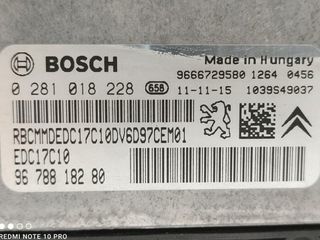 BOSCH
Made in Hungary
9666729580 1264 0456
0 281 018 228 658 11-11-15 1039S49037
RBCMMDEDC17C10DV6D97CEM01
EDC17C10
96 788 182 80
REDMI NOTE 10 PRO